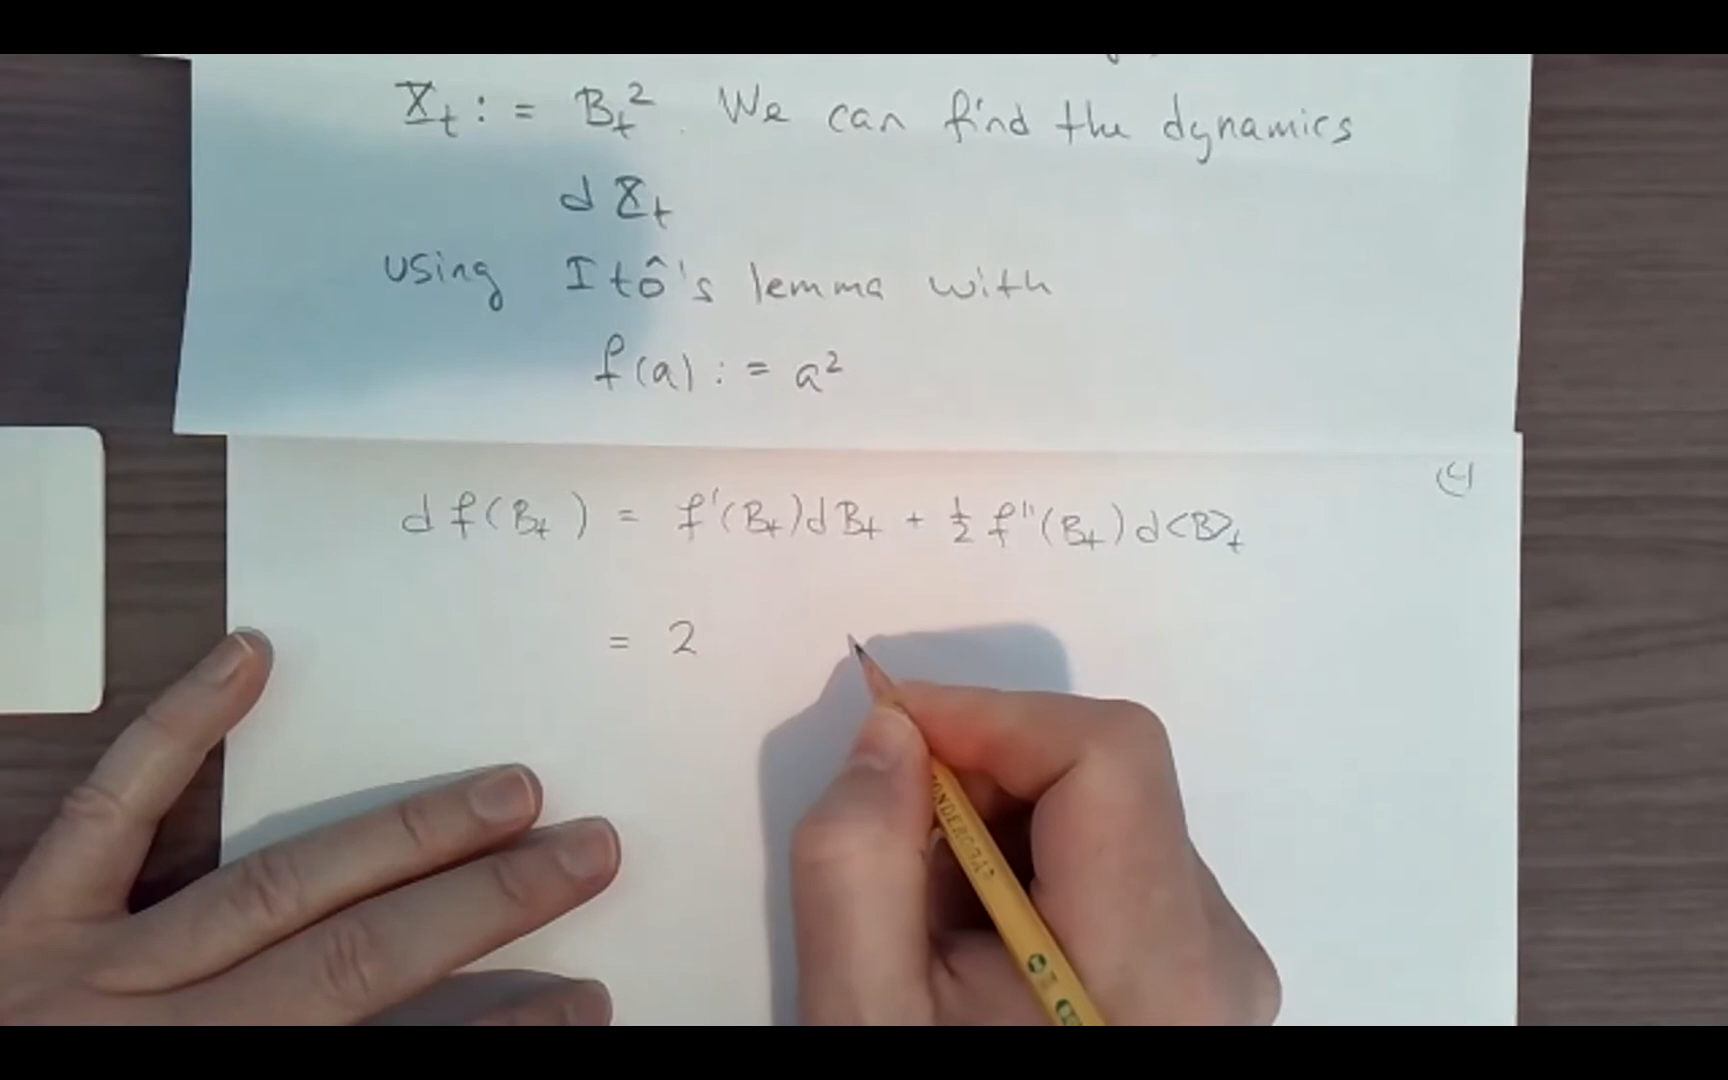 X_t := B_t^2. We can find the dynamics
dX_t
using Itô's lemma with
f(a) := a^2
(4)
df(B_t) = f'(B_t)dB_t + 1/2 f''(B_t)d<B>_t
= 2